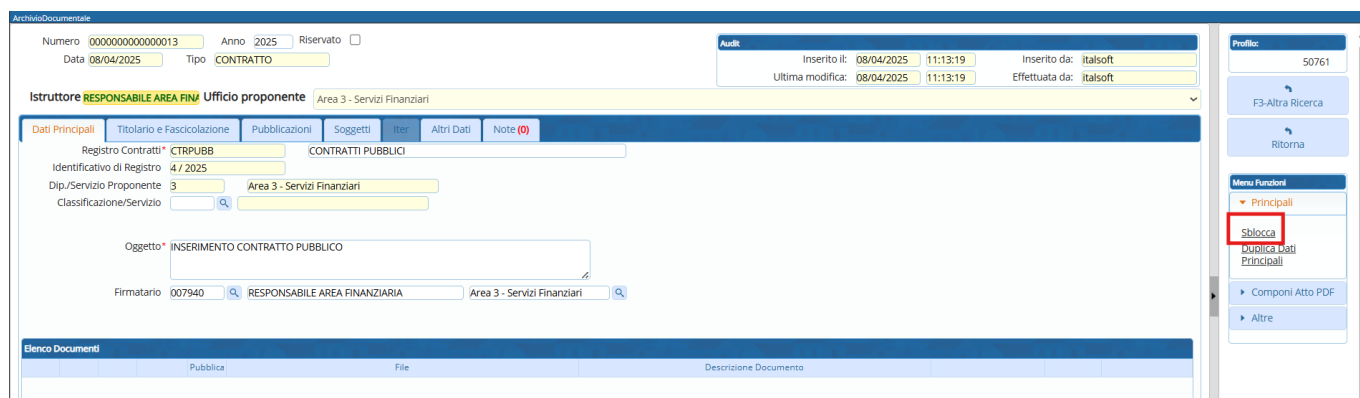 ArchivioDocumentale
Numero 0000000000000013 Anno 2025 Riservato
Data 08/04/2025 Tipo CONTRATTO
Audit
Inserito il: 08/04/2025 11:13:19 Inserito da: italsoft
Ultima modifica: 08/04/2025 11:13:19 Effettuata da: italsoft
Istruttore RESPONSABILE AREA FINA Ufficio proponente Area 3 - Servizi Finanziari
Dati Principali Titolario e Fascicolazione Pubblicazioni Soggetti Iter Altri Dati Note (0)
Registro Contratti* CTRPUBB CONTRATTI PUBBLICI
Identificativo di Registro 4 / 2025
Dip./Servizio Proponente 3 Area 3 - Servizi Finanziari
Classificazione/Servizio
Oggetto* INSERIMENTO CONTRATTO PUBBLICO
Firmatario 007940 RESPONSABILE AREA FINANZIARIA Area 3 - Servizi Finanziari
Elenco Documenti
Pubblica File Descrizione Documento
Profilo:
50761
F3-Altra Ricerca
Ritorna
Menu Funzioni
Principali
Sblocca
Duplica Dati
Principali
Componi Atto PDF
Altre